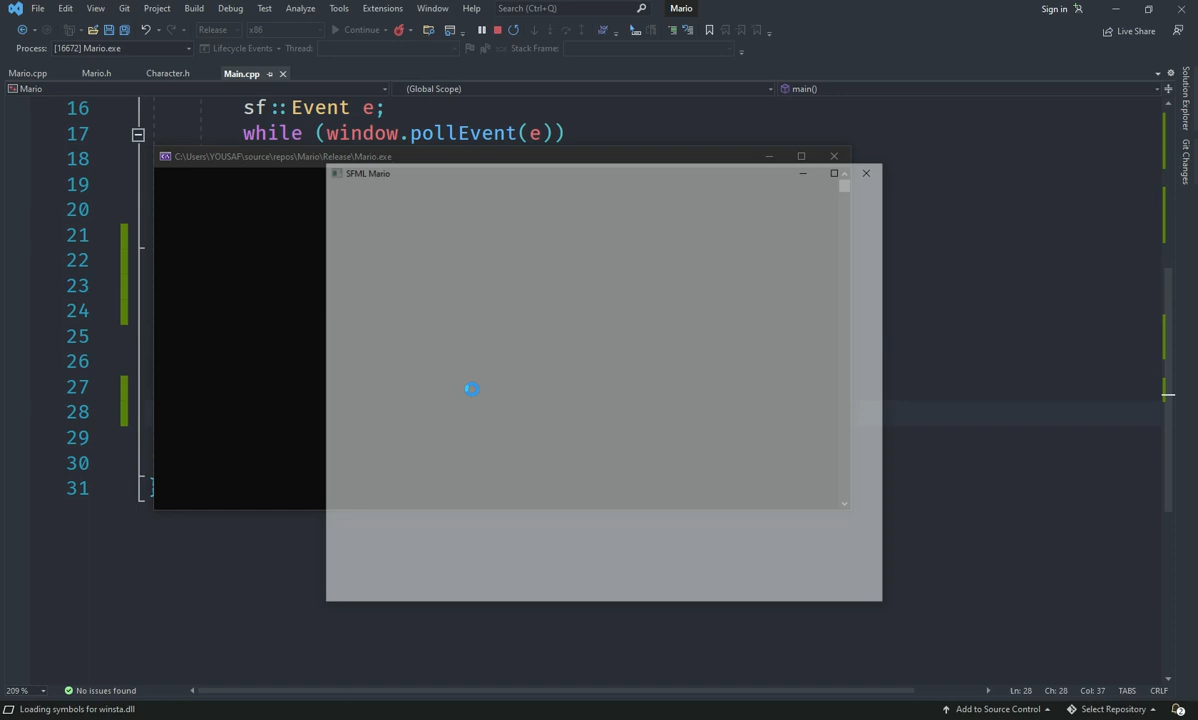 File Edit View Git Project Build Debug Test Analyze Tools Extensions Window Help Search (Ctrl+Q) Mario Sign in
Release x86 Continue Live Share
Process: [16672] Mario.exe Lifecycle Events Thread: Stack Frame:
Mario.cpp Mario.h Character.h Main.cpp
Mario (Global Scope) main()
16 sf::Event e;
17 while (window.pollEvent(e))
18
C:\Users\YOUSAF\source\repos\Mario\Release\Mario.exe
SFML Mario
19
20
21
22
23
24
25
26
27
28
29
30
31 }
Solution Explorer
Git Changes
209 % No issues found Ln: 28 Ch: 28 Col: 37 TABS CRLF
Loading symbols for winsta.dll Add to Source Control Select Repository 2